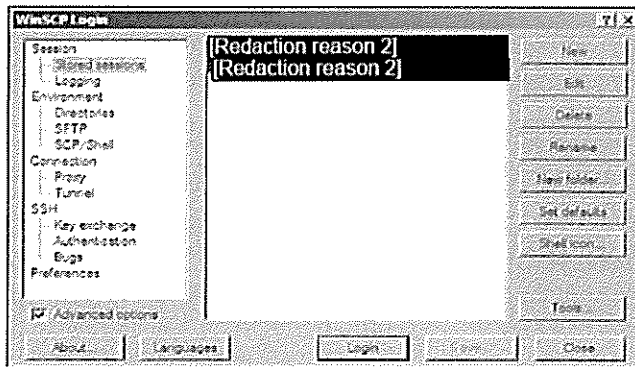 WinSCP Login
Session
Stored sessions
Logging
Environment
Directories
SFTP
SCP/Shell
Connection
Proxy
Tunnel
SSH
Key exchange
Authentication
Bugs
Preferences
Advanced options
[Redaction reason 2]
[Redaction reason 2]
New
Edit
Delete
Rename
New folder...
Set defaults
Shell icon...
Tools...
About...
Languages
Login
Close